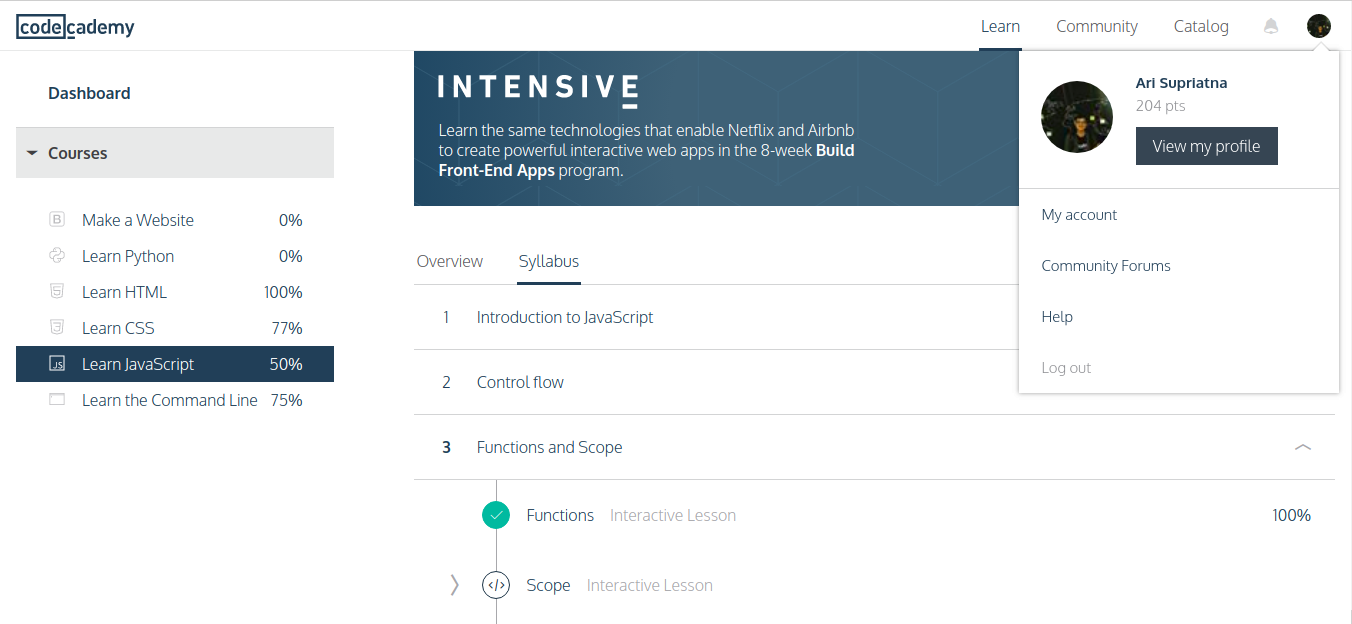 codecademy
Learn Community Catalog
Dashboard
Courses
Make a Website 0%
Learn Python 0%
Learn HTML 100%
Learn CSS 77%
JS Learn JavaScript 50%
Learn the Command Line 75%
INTENSIVE
Learn the same technologies that enable Netflix and Airbnb
to create powerful interactive web apps in the 8-week Build
Front-End Apps program.
Overview Syllabus
1 Introduction to JavaScript
2 Control flow
3 Functions and Scope
Functions Interactive Lesson 100%
</> Scope Interactive Lesson
Ari Supriatna
204 pts
View my profile
My account
Community Forums
Help
Log out